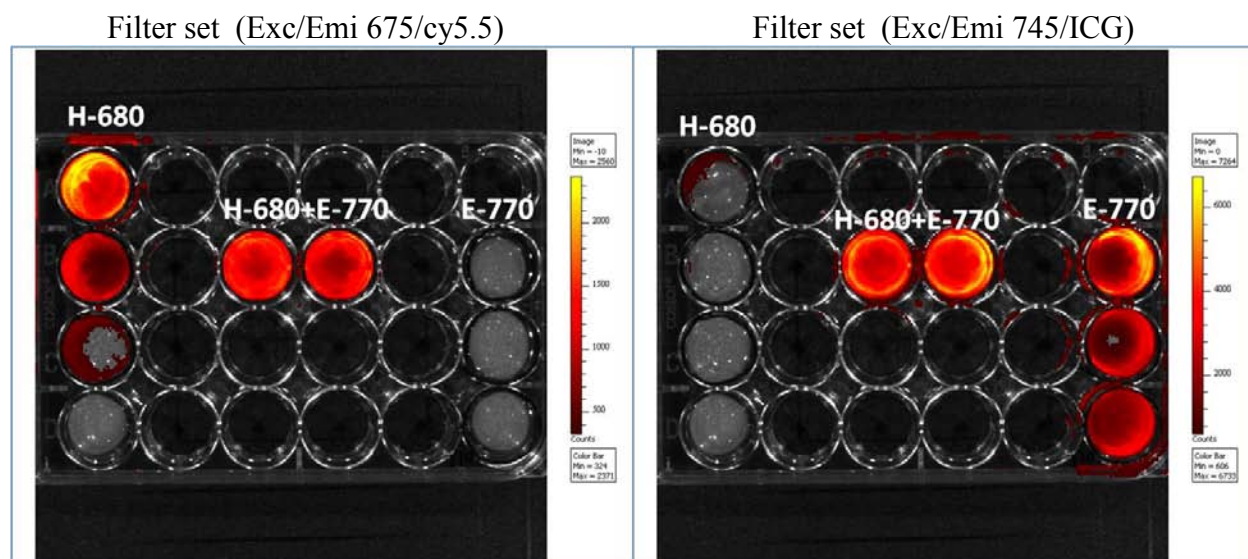 Filter set (Exc/Emi 675/cy5.5)
H-680
H-680+E-770
E-770
A
B
C
D
Image
Min = -10
Max = 2560
2000
1500
1000
500
Counts
Color Bar
Min = 324
Max = 2371
Filter set (Exc/Emi 745/ICG)
H-680
H-680+E-770
E-770
Image
Min = 0
Max = 7264
6000
4000
2000
Counts
Color Bar
Min = 606
Max = 6733